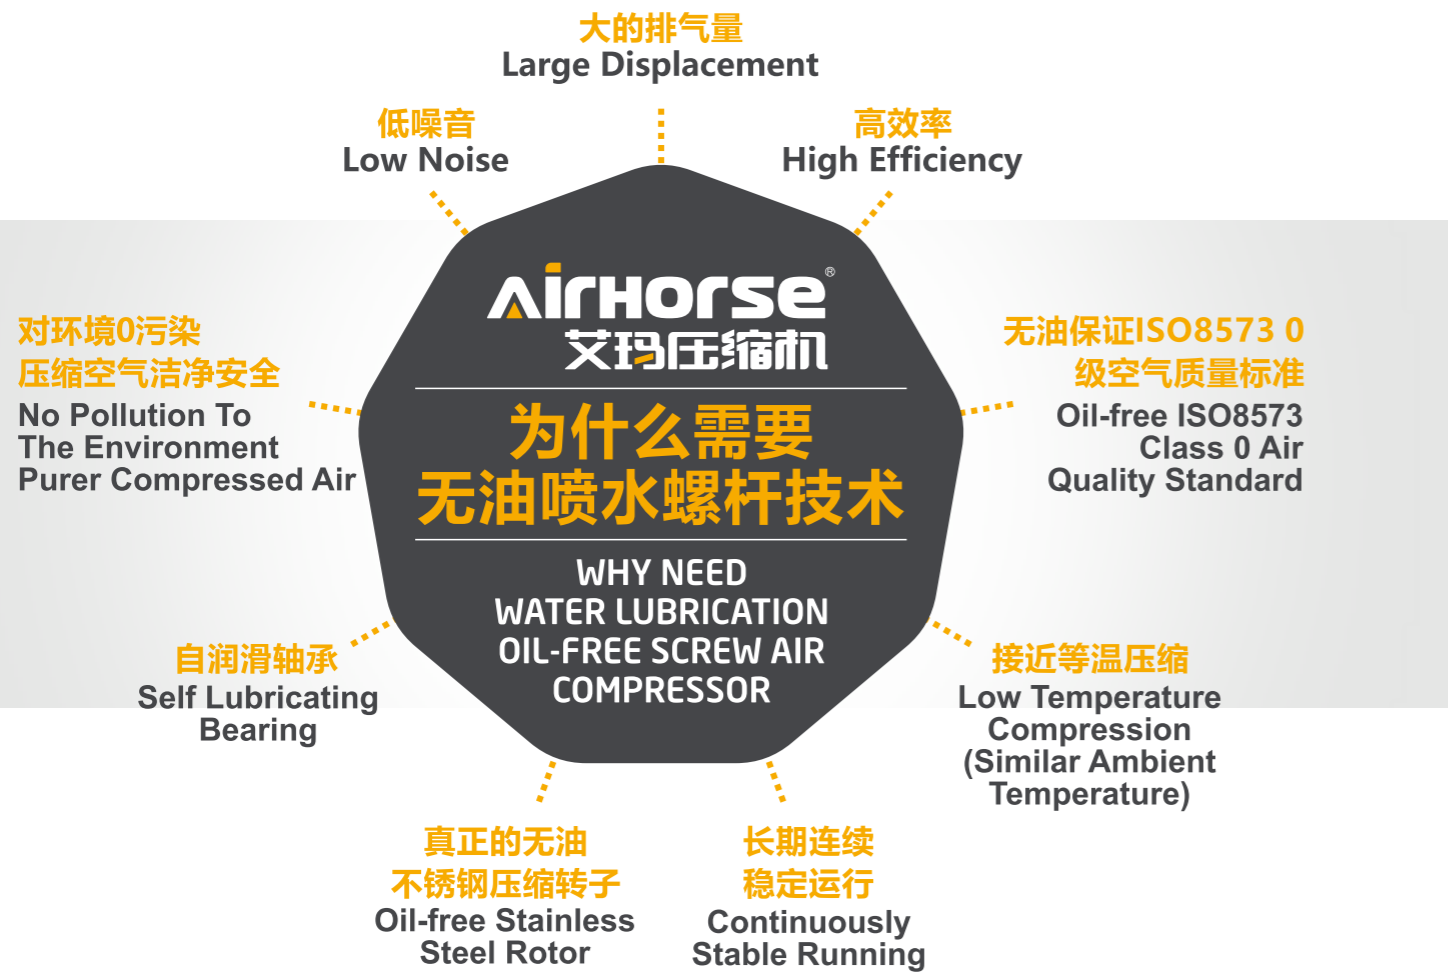 大的排气量
Large Displacement
低噪音
Low Noise
高效率
High Efficiency
AirHorse®
艾玛压缩机
为什么需要
无油喷水螺杆技术
WHY NEED
WATER LUBRICATION
OIL-FREE SCREW AIR
COMPRESSOR
对环境0污染
压缩空气洁净安全
No Pollution To
The Environment
Purer Compressed Air
无油保证ISO8573 0
级空气质量标准
Oil-free ISO8573
Class 0 Air
Quality Standard
自润滑轴承
Self Lubricating
Bearing
接近等温压缩
Low Temperature
Compression
(Similar Ambient
Temperature)
真正的无油
不锈钢压缩转子
Oil-free Stainless
Steel Rotor
长期连续
稳定运行
Continuously
Stable Running